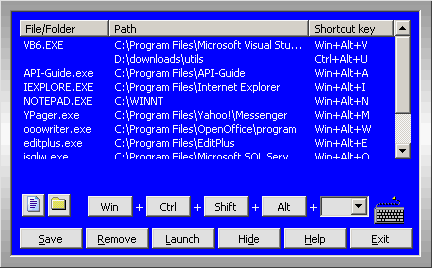 File/Folder Path Shortcut key
VB6.EXE C:\Program Files\Microsoft Visual Stu... Win+Alt+V
D:\downloads\utils Ctrl+Alt+U
API-Guide.exe C:\Program Files\API-Guide Win+Alt+A
IEXPLORE.EXE C:\Program Files\Internet Explorer Win+Alt+I
NOTEPAD.EXE C:\WINNT Win+Alt+N
YPager.exe C:\Program Files\Yahoo!\Messenger Win+Alt+M
ooowriter.exe C:\Program Files\OpenOffice\program Win+Alt+W
editplus.exe C:\Program Files\EditPlus Win+Alt+E
isqlw.exe C:\Program Files\Microsoft SQL Serv... Win+Alt+Q
Win + Ctrl + Shift + Alt +
Save Remove Launch Hide Help Exit